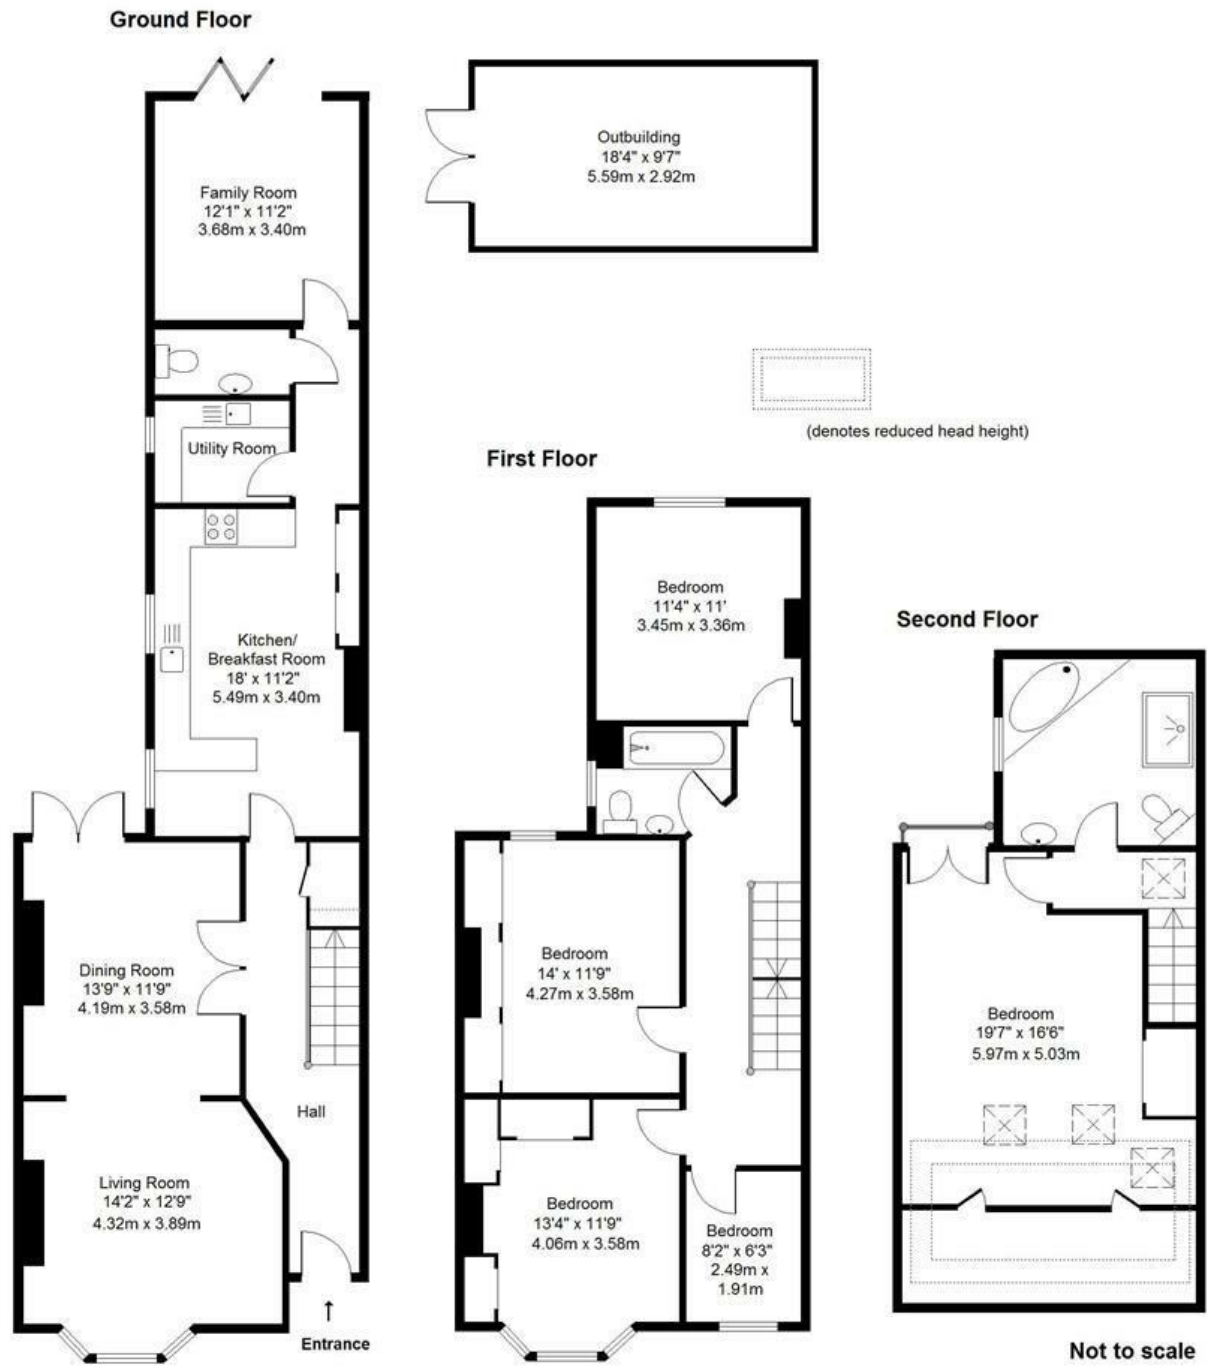 Ground Floor
Family Room
12'1" x 11'2"
3.68m x 3.40m
Utility Room
Kitchen/
Breakfast Room
18' x 11'2"
5.49m x 3.40m
Dining Room
13'9" x 11'9"
4.19m x 3.58m
Hall
Living Room
14'2" x 12'9"
4.32m x 3.89m
↑
Entrance
Outbuilding
18'4" x 9'7"
5.59m x 2.92m
(denotes reduced head height)
First Floor
Bedroom
11'4" x 11'
3.45m x 3.36m
Bedroom
14' x 11'9"
4.27m x 3.58m
Bedroom
13'4" x 11'9"
4.06m x 3.58m
Bedroom
8'2" x 6'3"
2.49m x
1.91m
Second Floor
Bedroom
19'7" x 16'6"
5.97m x 5.03m
Not to scale